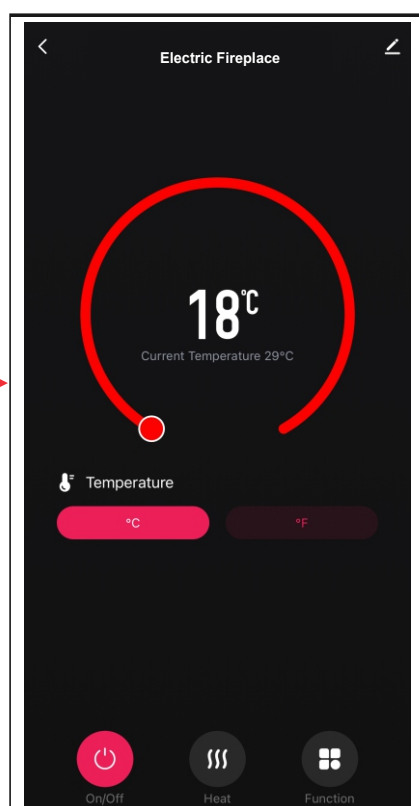 Electric Fireplace
18°C
Current Temperature 29°C
Temperature
°C
°F
On/Off
Heat
Function